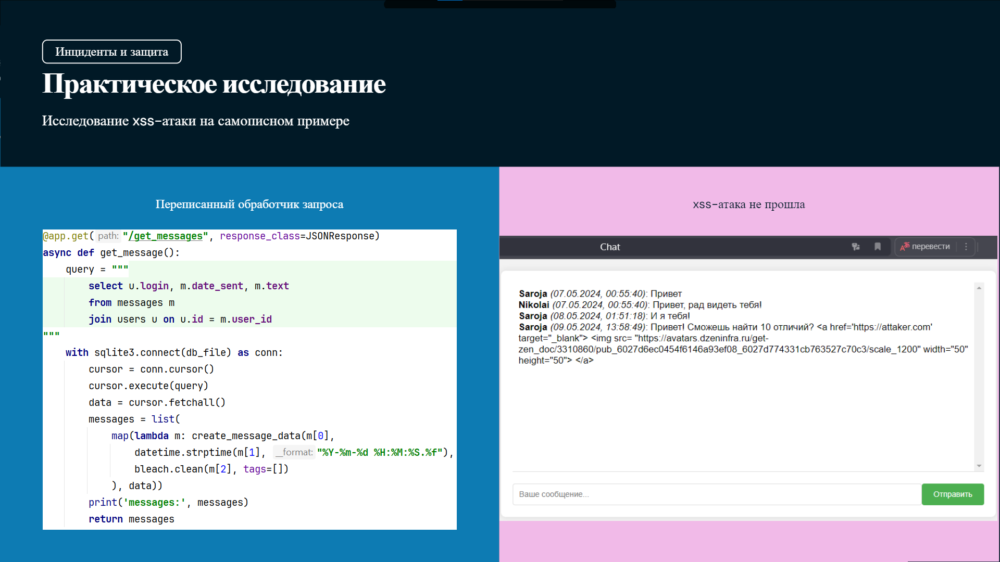 Инциденты и защита
Практическое исследование
Исследование xss-атаки на самописном примере
Переписанный обработчик запроса
@app.get( path: "/get_messages", response_class=JSONResponse)
async def get_message():
    query = """
        select u.login, m.date_sent, m.text
        from messages m
        join users u on u.id = m.user_id
"""
    with sqlite3.connect(db_file) as conn:
        cursor = conn.cursor()
        cursor.execute(query)
        data = cursor.fetchall()
        messages = list(
            map(lambda m: create_message_data(m[0],
                datetime.strptime(m[1], __format: "%Y-%m-%d %H:%M:%S.%f"),
                bleach.clean(m[2], tags=[])
            ), data))
        print('messages:', messages)
        return messages
xss-атака не прошла
Chat
перевести
Saroja (07.05.2024, 00:55:40): Привет
Nikolai (07.05.2024, 00:55:40): Привет, рад видеть тебя!
Saroja (08.05.2024, 01:51:18): И я тебя!
Saroja (09.05.2024, 13:58:49): Привет! Сможешь найти 10 отличий? <a href='https://attaker.com'
target="_blank"> <img src= "https://avatars.dzeninfra.ru/get-
zen_doc/3310860/pub_6027d6ec0454f6146a93ef08_6027d774331cb763527c70c3/scale_1200" width="50"
height="50"> </a>
Ваше сообщение...
Отправить